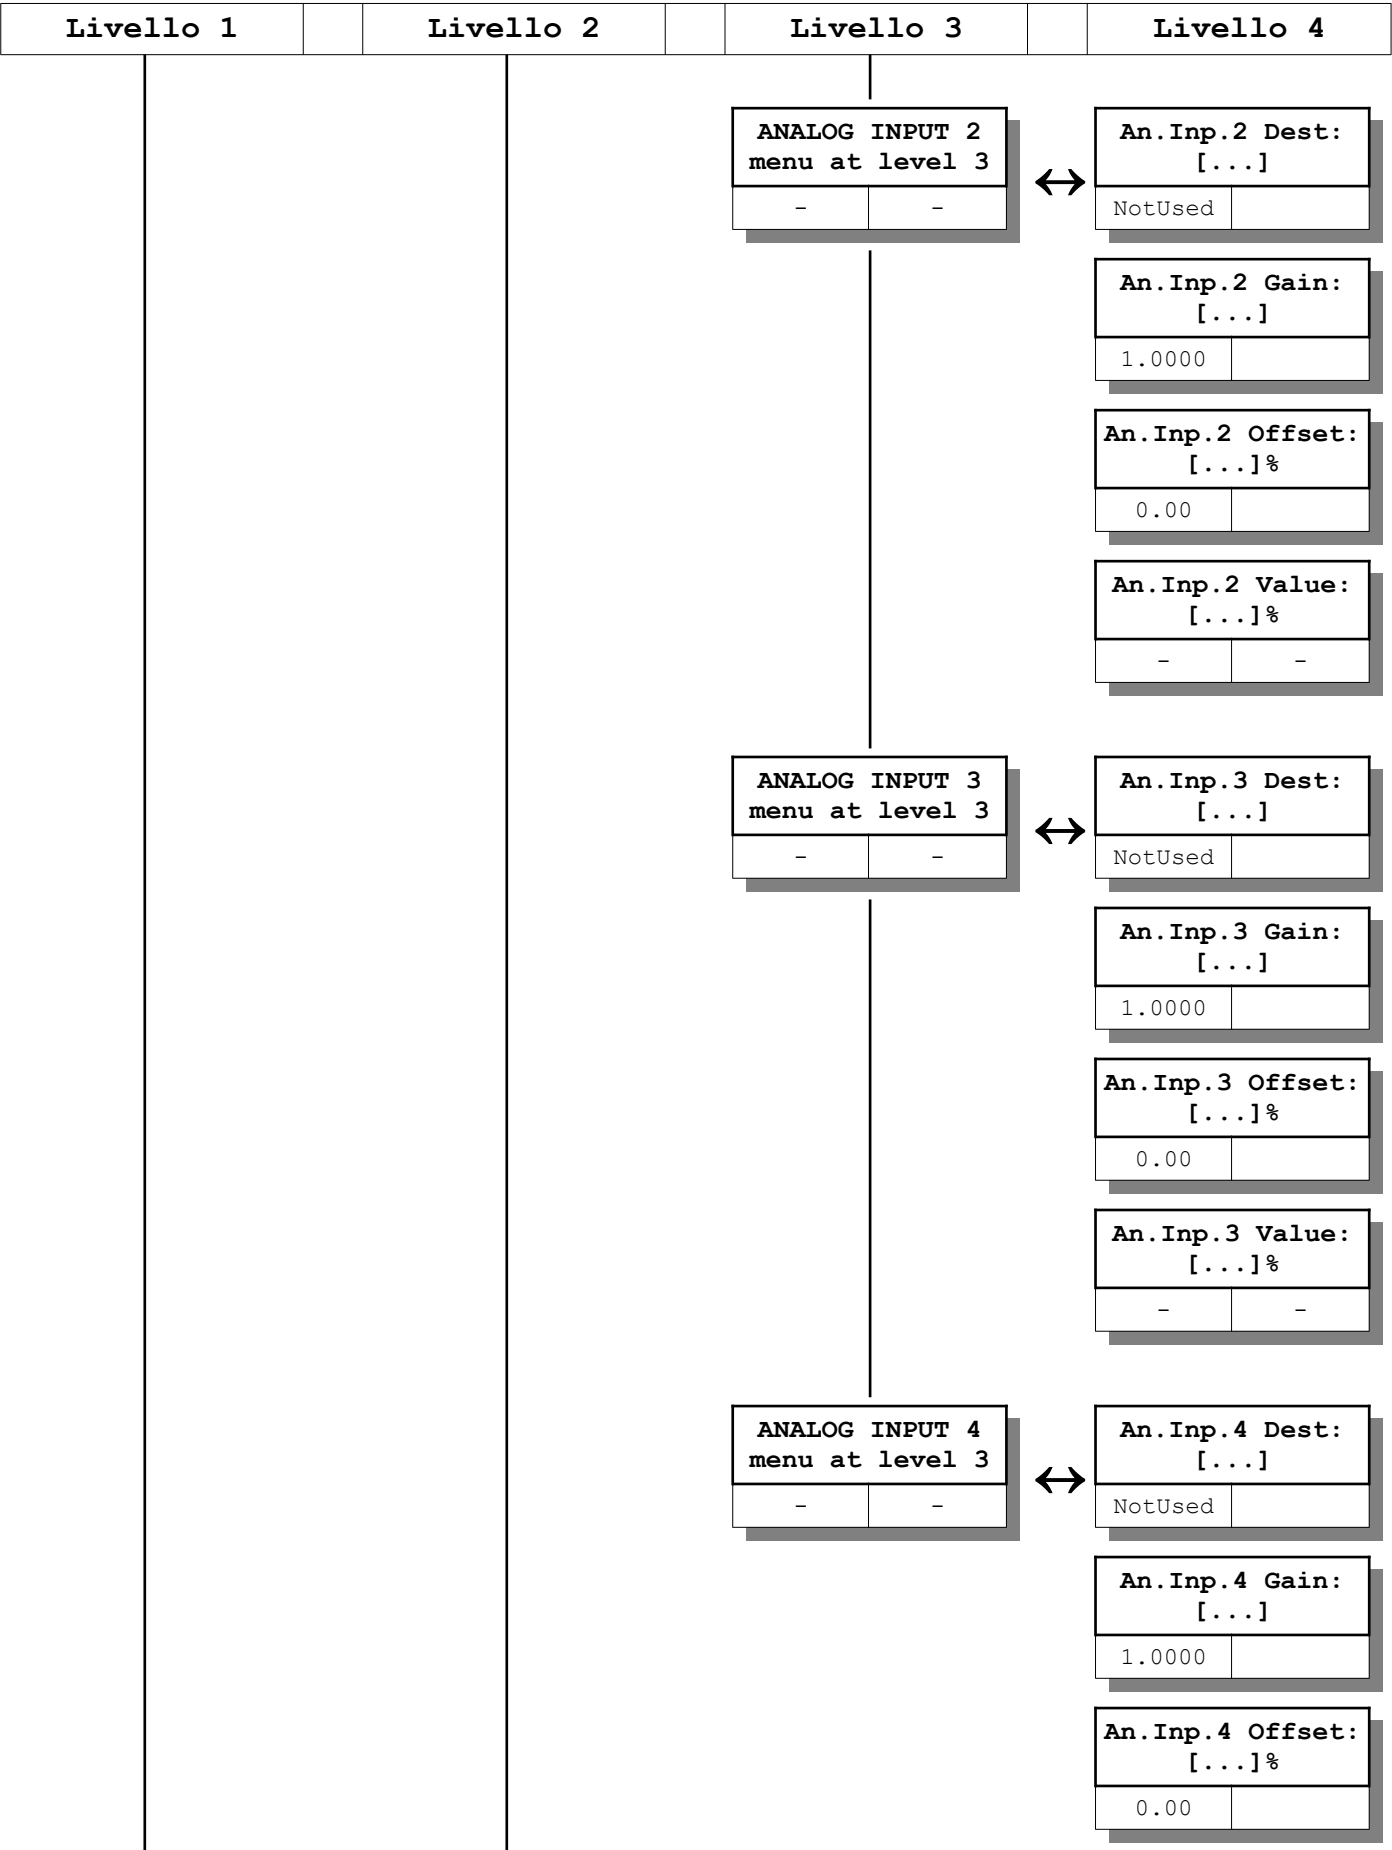 Livello 1 Livello 2 Livello 3 Livello 4
ANALOG INPUT 2
menu at level 3
- -
An.Inp.2 Dest:
[...]
NotUsed
An.Inp.2 Gain:
[...]
1.0000
An.Inp.2 Offset:
[...]%
0.00
An.Inp.2 Value:
[...]%
- -
ANALOG INPUT 3
menu at level 3
- -
An.Inp.3 Dest:
[...]
NotUsed
An.Inp.3 Gain:
[...]
1.0000
An.Inp.3 Offset:
[...]%
0.00
An.Inp.3 Value:
[...]%
- -
ANALOG INPUT 4
menu at level 3
- -
An.Inp.4 Dest:
[...]
NotUsed
An.Inp.4 Gain:
[...]
1.0000
An.Inp.4 Offset:
[...]%
0.00